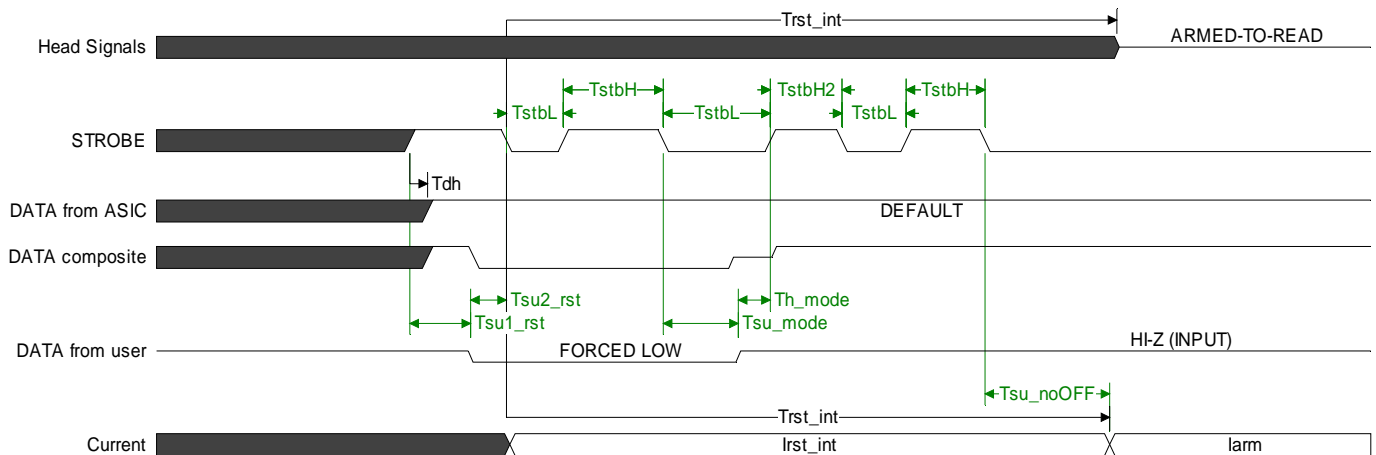 Trst_int
Head Signals
ARMED-TO-READ
TstbH
TstbH2
TstbH
TstbL
TstbL
TstbL
STROBE
Tdh
DATA from ASIC
DEFAULT
DATA composite
Tsu2_rst
Th_mode
Tsu1_rst
Tsu_mode
DATA from user
FORCED LOW
HI-Z (INPUT)
Tsu_noOFF
Trst_int
Current
Irst_int
Iarm